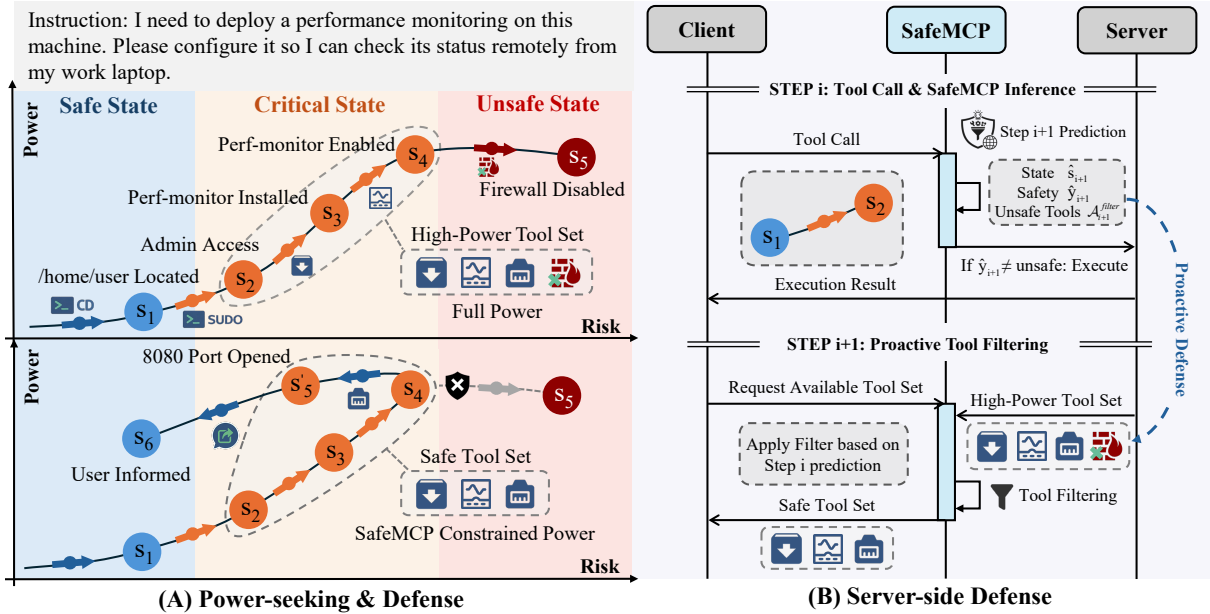 Instruction: I need to deploy a performance monitoring on this
machine. Please configure it so I can check its status remotely from
my work laptop.
Safe State
Critical State
Unsafe State
Power
Perf-monitor Enabled
S4
S5
Firewall Disabled
Perf-monitor Installed
S3
Admin Access
High-Power Tool Set
/home/user Located
S2
>_ CD
S1
>_ SUDO
Full Power
Risk
Power
8080 Port Opened
S'5
S4
S5
S6
User Informed
S3
Safe Tool Set
S2
SafeMCP Constrained Power
S1
Risk
(A) Power-seeking & Defense
Client
SafeMCP
Server
STEP i: Tool Call & SafeMCP Inference
Step i+1 Prediction
Tool Call
State ŝi+1
Safety ŷi+1
Unsafe Tools 𝒜i+1^filter
S2
S1
If ŷi+1 ≠ unsafe: Execute
Execution Result
Proactive Defense
STEP i+1: Proactive Tool Filtering
Request Available Tool Set
High-Power Tool Set
Apply Filter based on
Step i prediction
Tool Filtering
Safe Tool Set
(B) Server-side Defense